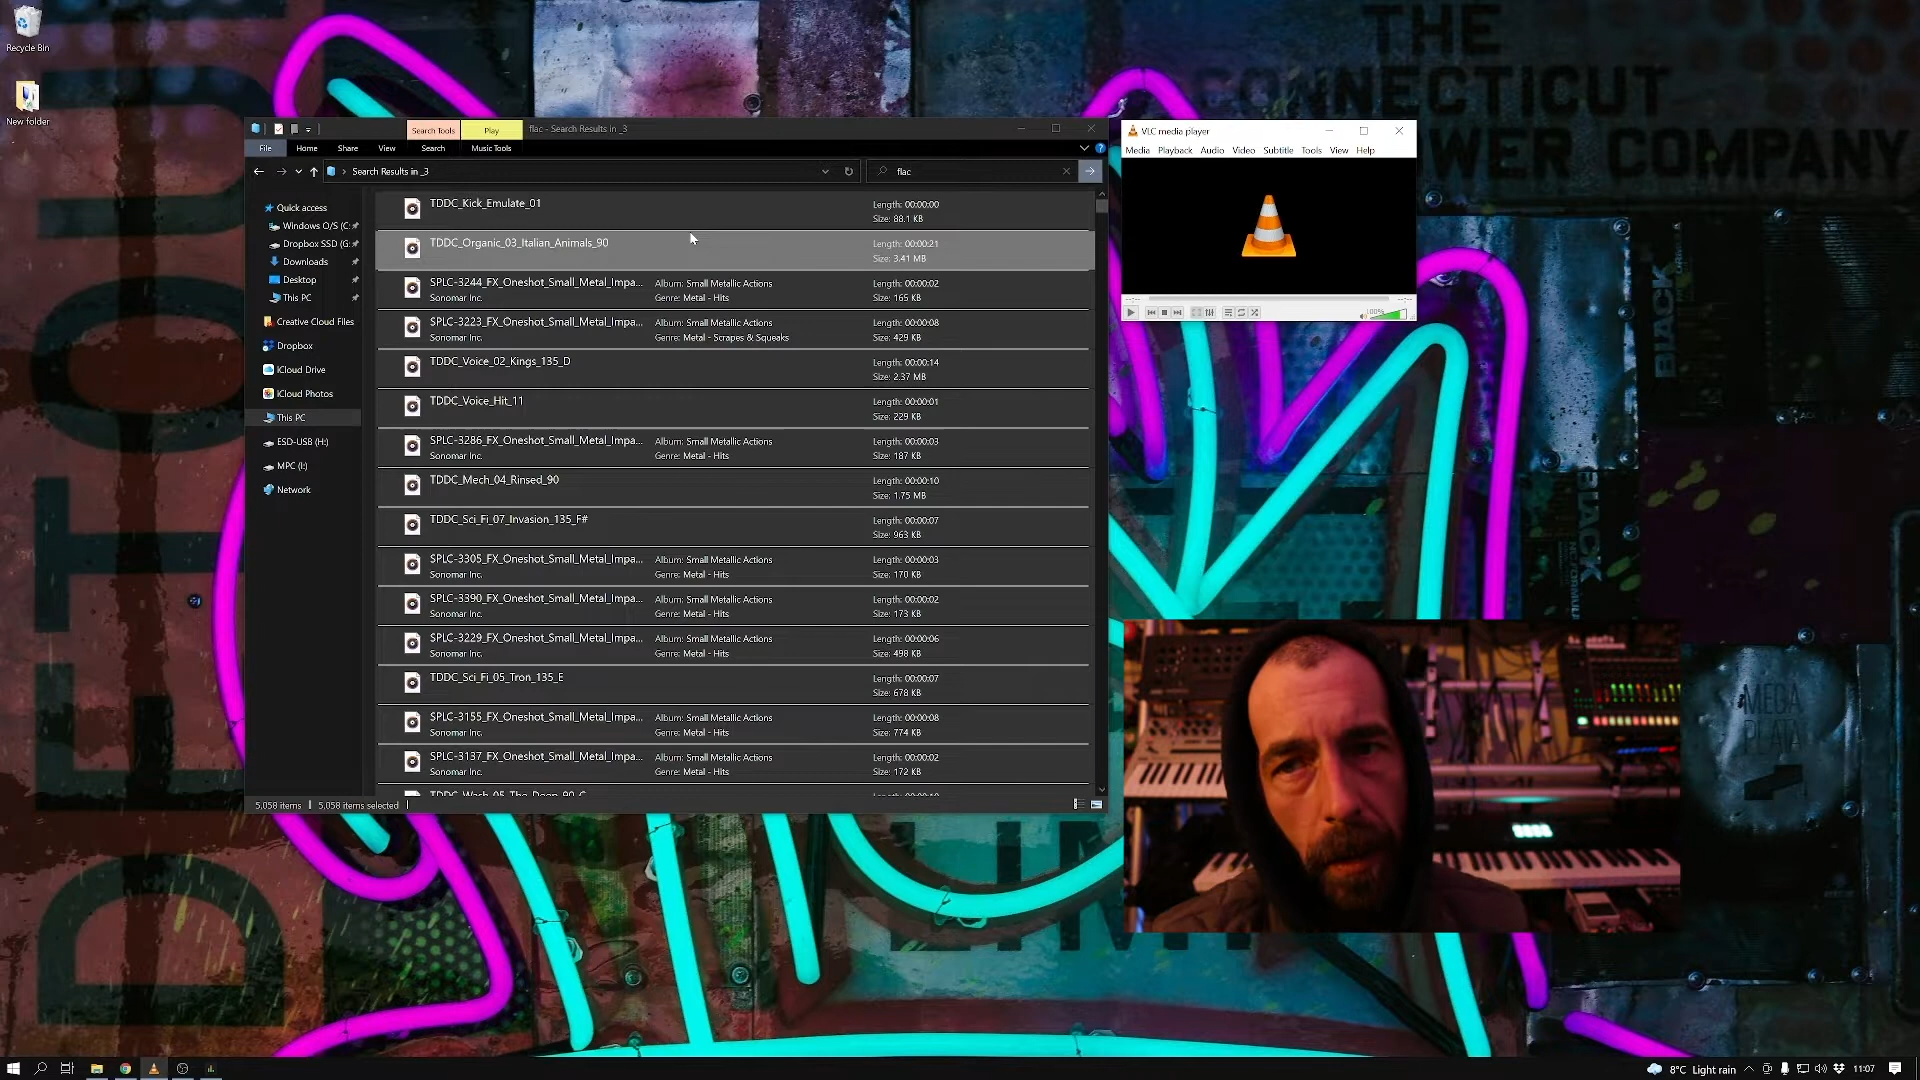 Recycle Bin
New folder
THE
CONNECTICUT
COMPANY
DETOUR
BLACK
BLACK
Search Tools
Play
flac - Search Results in _3
File
Home
Share
View
Search
Music Tools
Search Results in _3
flac
Quick access
Windows O/S (C:
Dropbox SSD (G:
Downloads
Desktop
This PC
Creative Cloud Files
Dropbox
iCloud Drive
iCloud Photos
This PC
ESD-USB (H:)
MPC (I:)
Network
TDDC_Kick_Emulate_01
Length: 00:00:00
Size: 88.1 KB
TDDC_Organic_03_Italian_Animals_90
Length: 00:00:21
Size: 3.41 MB
SPLC-3244_FX_Oneshot_Small_Metal_Impa...
Album: Small Metallic Actions
Length: 00:00:02
Sonomar Inc.
Genre: Metal - Hits
Size: 165 KB
SPLC-3223_FX_Oneshot_Small_Metal_Impa...
Album: Small Metallic Actions
Length: 00:00:08
Sonomar Inc.
Genre: Metal - Scrapes & Squeaks
Size: 429 KB
TDDC_Voice_02_Kings_135_D
Length: 00:00:14
Size: 2.37 MB
TDDC_Voice_Hit_11
Length: 00:00:01
Size: 229 KB
SPLC-3286_FX_Oneshot_Small_Metal_Impa...
Album: Small Metallic Actions
Length: 00:00:03
Sonomar Inc.
Genre: Metal - Hits
Size: 187 KB
TDDC_Mech_04_Rinsed_90
Length: 00:00:10
Size: 1.75 MB
TDDC_Sci_Fi_07_Invasion_135_F#
Length: 00:00:07
Size: 963 KB
SPLC-3305_FX_Oneshot_Small_Metal_Impa...
Album: Small Metallic Actions
Length: 00:00:03
Sonomar Inc.
Genre: Metal - Hits
Size: 170 KB
SPLC-3390_FX_Oneshot_Small_Metal_Impa...
Album: Small Metallic Actions
Length: 00:00:02
Sonomar Inc.
Genre: Metal - Hits
Size: 173 KB
SPLC-3229_FX_Oneshot_Small_Metal_Impa...
Album: Small Metallic Actions
Length: 00:00:06
Sonomar Inc.
Genre: Metal - Hits
Size: 498 KB
TDDC_Sci_Fi_05_Tron_135_E
Length: 00:00:07
Size: 678 KB
SPLC-3155_FX_Oneshot_Small_Metal_Impa...
Album: Small Metallic Actions
Length: 00:00:08
Sonomar Inc.
Genre: Metal - Hits
Size: 774 KB
SPLC-3137_FX_Oneshot_Small_Metal_Impa...
Album: Small Metallic Actions
Length: 00:00:02
Sonomar Inc.
Genre: Metal - Hits
Size: 172 KB
TDDC_Wash_05_The_Deep_90_C
5,058 items
5,058 items selected
VLC media player
Media
Playback
Audio
Video
Subtitle
Tools
View
Help
100%
8°C Light rain
11:07